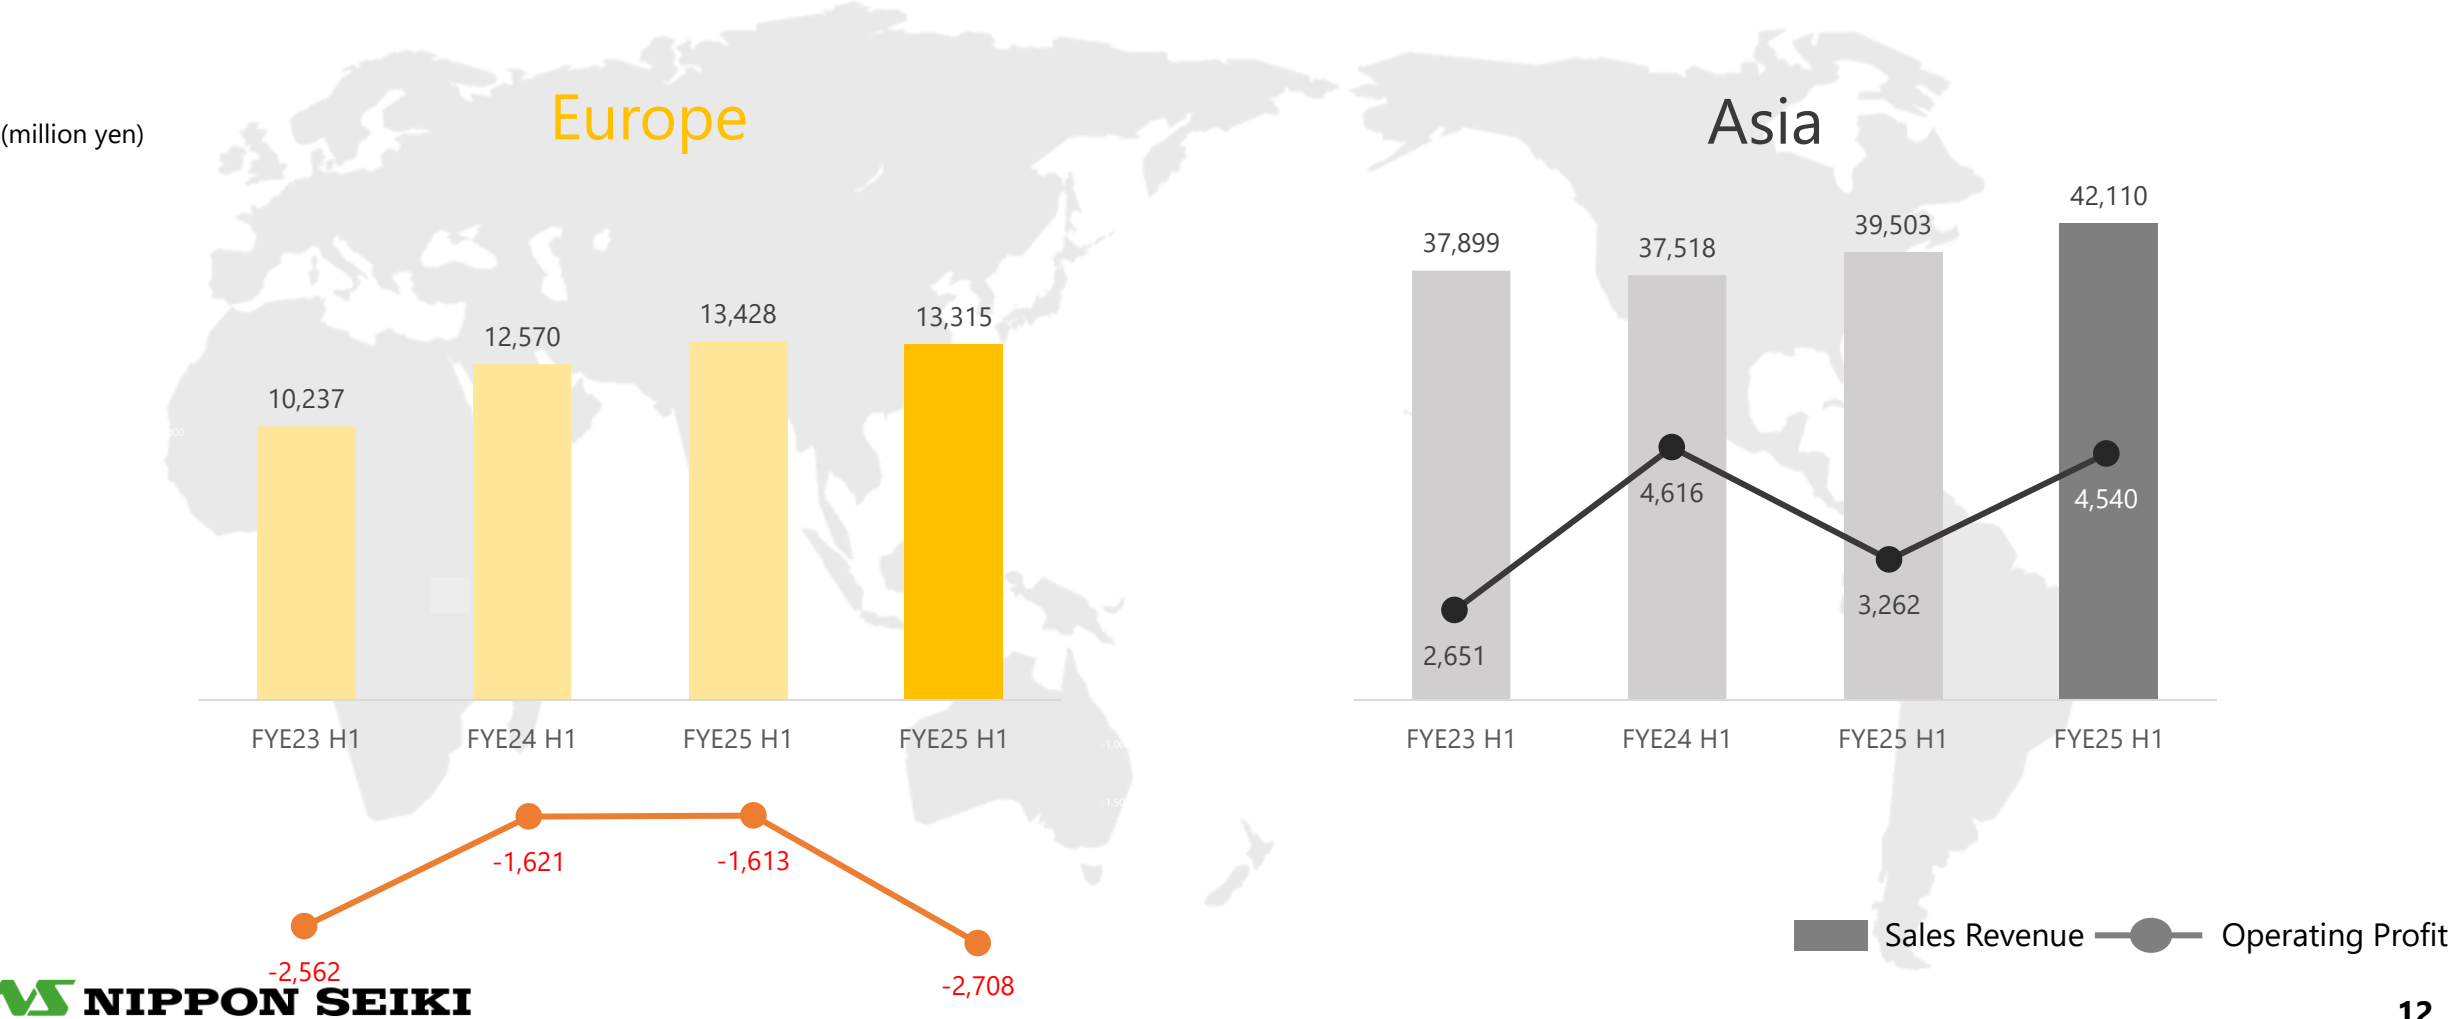 (million yen)
Europe
10,237
12,570
13,428
13,315
FYE23 H1
FYE24 H1
FYE25 H1
FYE25 H1
-2,562
-1,621
-1,613
-2,708
Asia
37,899
37,518
39,503
42,110
2,651
4,616
3,262
4,540
FYE23 H1
FYE24 H1
FYE25 H1
FYE25 H1
Sales Revenue
Operating Profit
NIPPON SEIKI
12